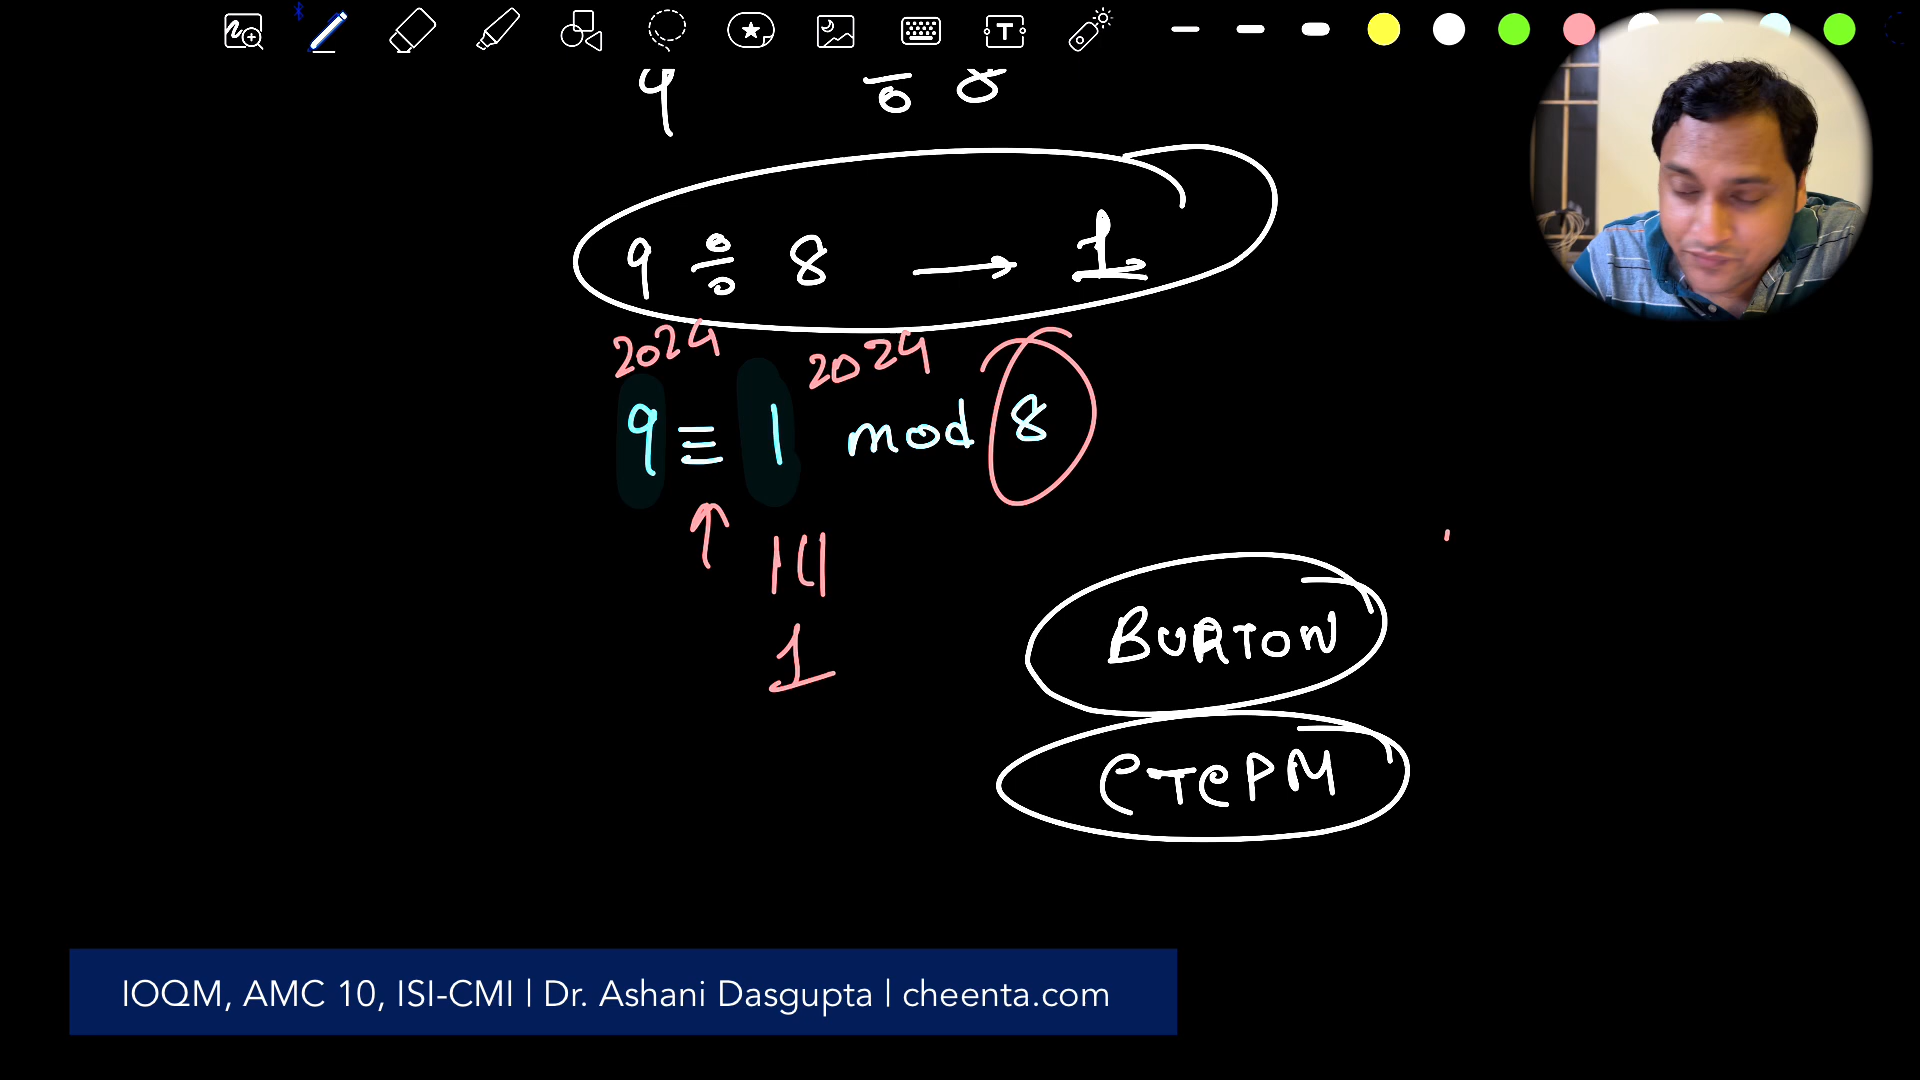 9 ÷ 8
9 ÷ 8 → 1
2024 2024
9 ≡ 1 mod 8
↑ |||
1
BURTON
CTCPM
IOQM, AMC 10, ISI-CMI | Dr. Ashani Dasgupta | cheenta.com